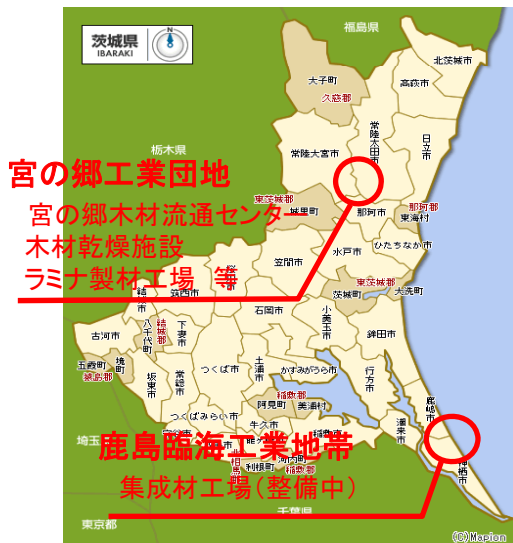 福島県
茨城県
IBARAKI
北茨城市
大子町
高萩市
久慈郡
常陸太田市
日立市
栃木県
常陸大宮市
宮の郷工業団地
東茨城郡
那珂郡
宮の郷木材流通センター
城里町
那珂市
東海村
木材乾燥施設
水戸市
ひたちなか市
笠間市
ラミナ製材工場 等
東茨城郡
茨城町
大洗町
筑西市
石岡市
小美玉市
鉾田市
古河市
八千代町
結城郡
下妻市
五霞町
境町
猿島郡
坂東市
常総市
つくば市
土浦市
かすみがうら市
行方市
稲敷郡
阿見町
美浦村
鹿嶋市
つくばみらい市
牛久市
稲敷市
潮来市
埼玉
鹿島臨海工業地帯
神栖市
河内町
利根町
稲敷郡
北相馬郡
集成材工場(整備中)
千葉県
東京都
(C)Mapion